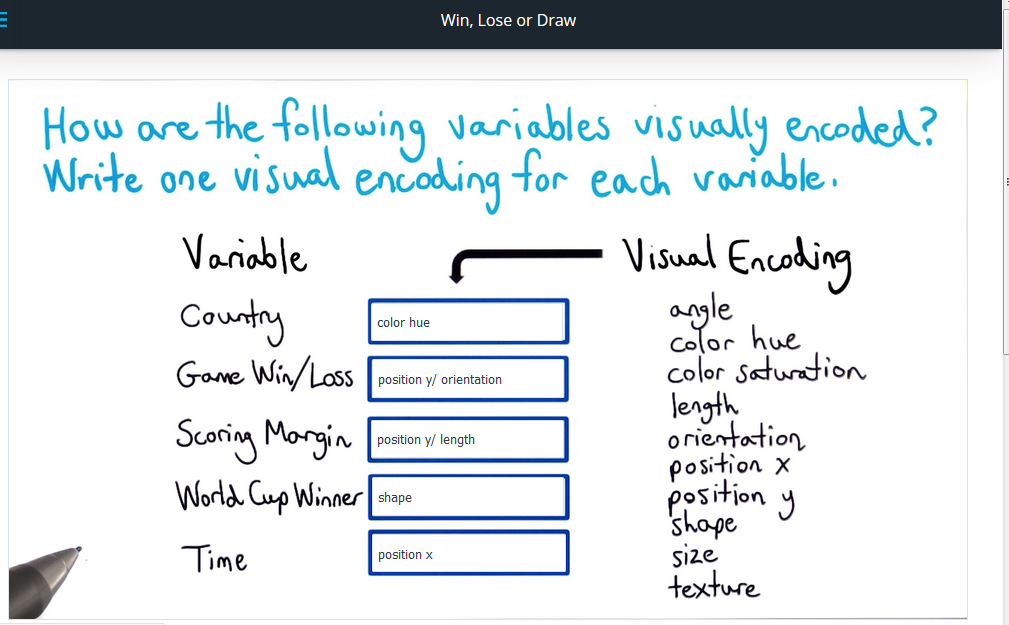 Win, Lose or Draw
How are the following variables visually encoded?
Write one visual encoding for each variable.
Variable
Visual Encoding
Country
color hue
Game Win/Loss
position y/ orientation
Scoring Margin
position y/ length
World Cup Winner
shape
Time
position x
angle
color hue
color saturation
length
orientation
position x
position y
shape
size
texture